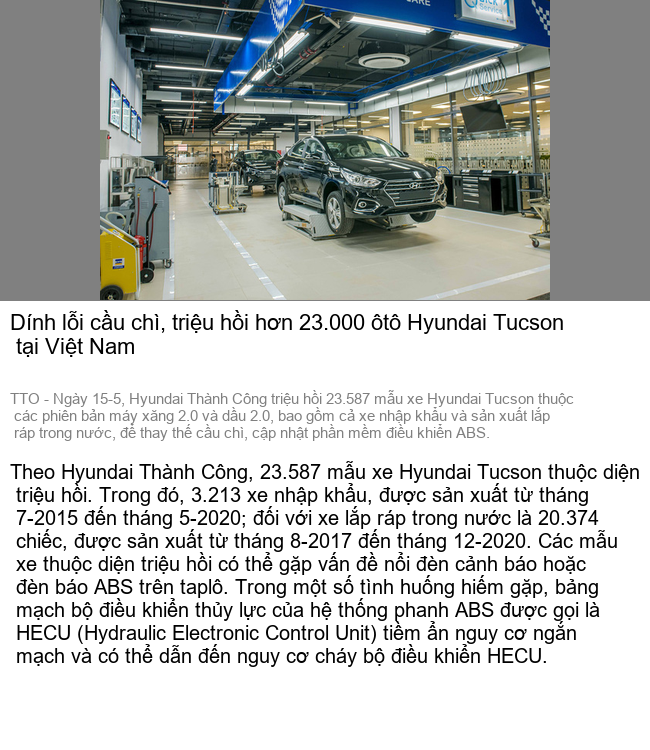 CARE
Service
Dính lỗi cầu chì, triệu hồi hơn 23.000 ôtô Hyundai Tucson
tại Việt Nam
TTO - Ngày 15-5, Hyundai Thành Công triệu hồi 23.587 mẫu xe Hyundai Tucson thuộc
các phiên bản máy xăng 2.0 và dầu 2.0, bao gồm cả xe nhập khẩu và sản xuất lắp
ráp trong nước, để thay thế cầu chì, cập nhật phần mềm điều khiển ABS.
Theo Hyundai Thành Công, 23.587 mẫu xe Hyundai Tucson thuộc diện
triệu hồi. Trong đó, 3.213 xe nhập khẩu, được sản xuất từ tháng
7-2015 đến tháng 5-2020; đối với xe lắp ráp trong nước là 20.374
chiếc, được sản xuất từ tháng 8-2017 đến tháng 12-2020. Các mẫu
xe thuộc diện triệu hồi có thể gặp vấn đề nổi đèn cảnh báo hoặc
đèn báo ABS trên taplô. Trong một số tình huống hiếm gặp, bảng
mạch bộ điều khiển thủy lực của hệ thống phanh ABS được gọi là
HECU (Hydraulic Electronic Control Unit) tiềm ẩn nguy cơ ngắn
mạch và có thể dẫn đến nguy cơ cháy bộ điều khiển HECU.